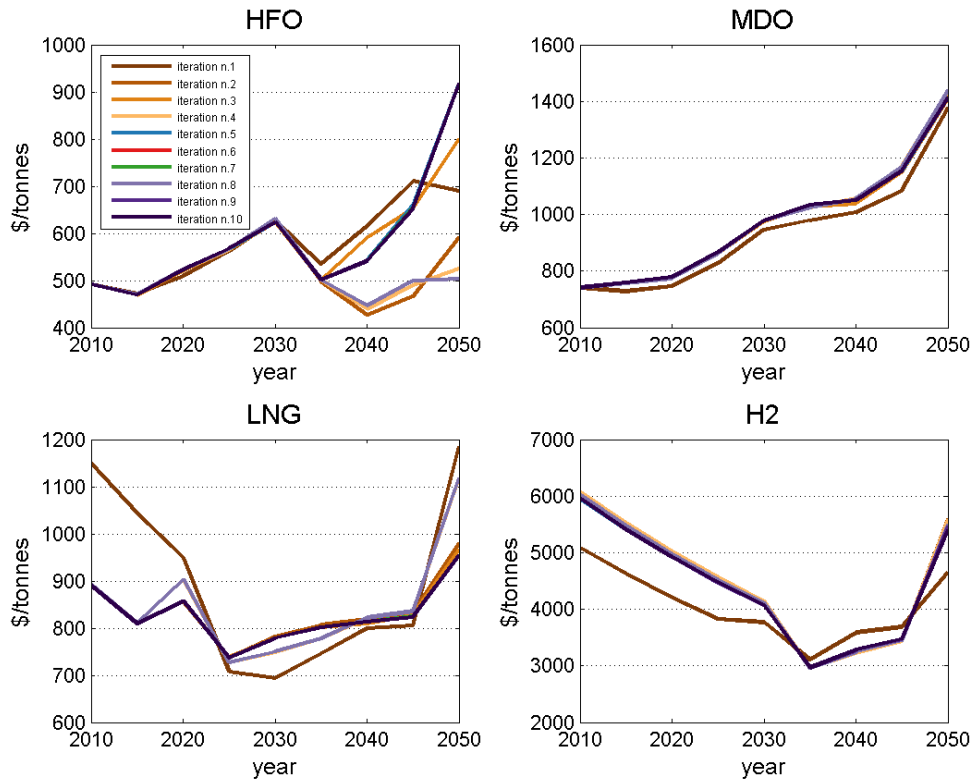 HFO
1000
900
800
700
600
500
400
$/tonnes
iteration n.1
iteration n.2
iteration n.3
iteration n.4
iteration n.5
iteration n.6
iteration n.7
iteration n.8
iteration n.9
iteration n.10
2010 2020 2030 2040 2050
year
MDO
1600
1400
1200
1000
800
600
$/tonnes
2010 2020 2030 2040 2050
year
LNG
1200
1100
1000
900
800
700
600
$/tonnes
2010 2020 2030 2040 2050
year
H2
7000
6000
5000
4000
3000
2000
$/tonnes
2010 2020 2030 2040 2050
year